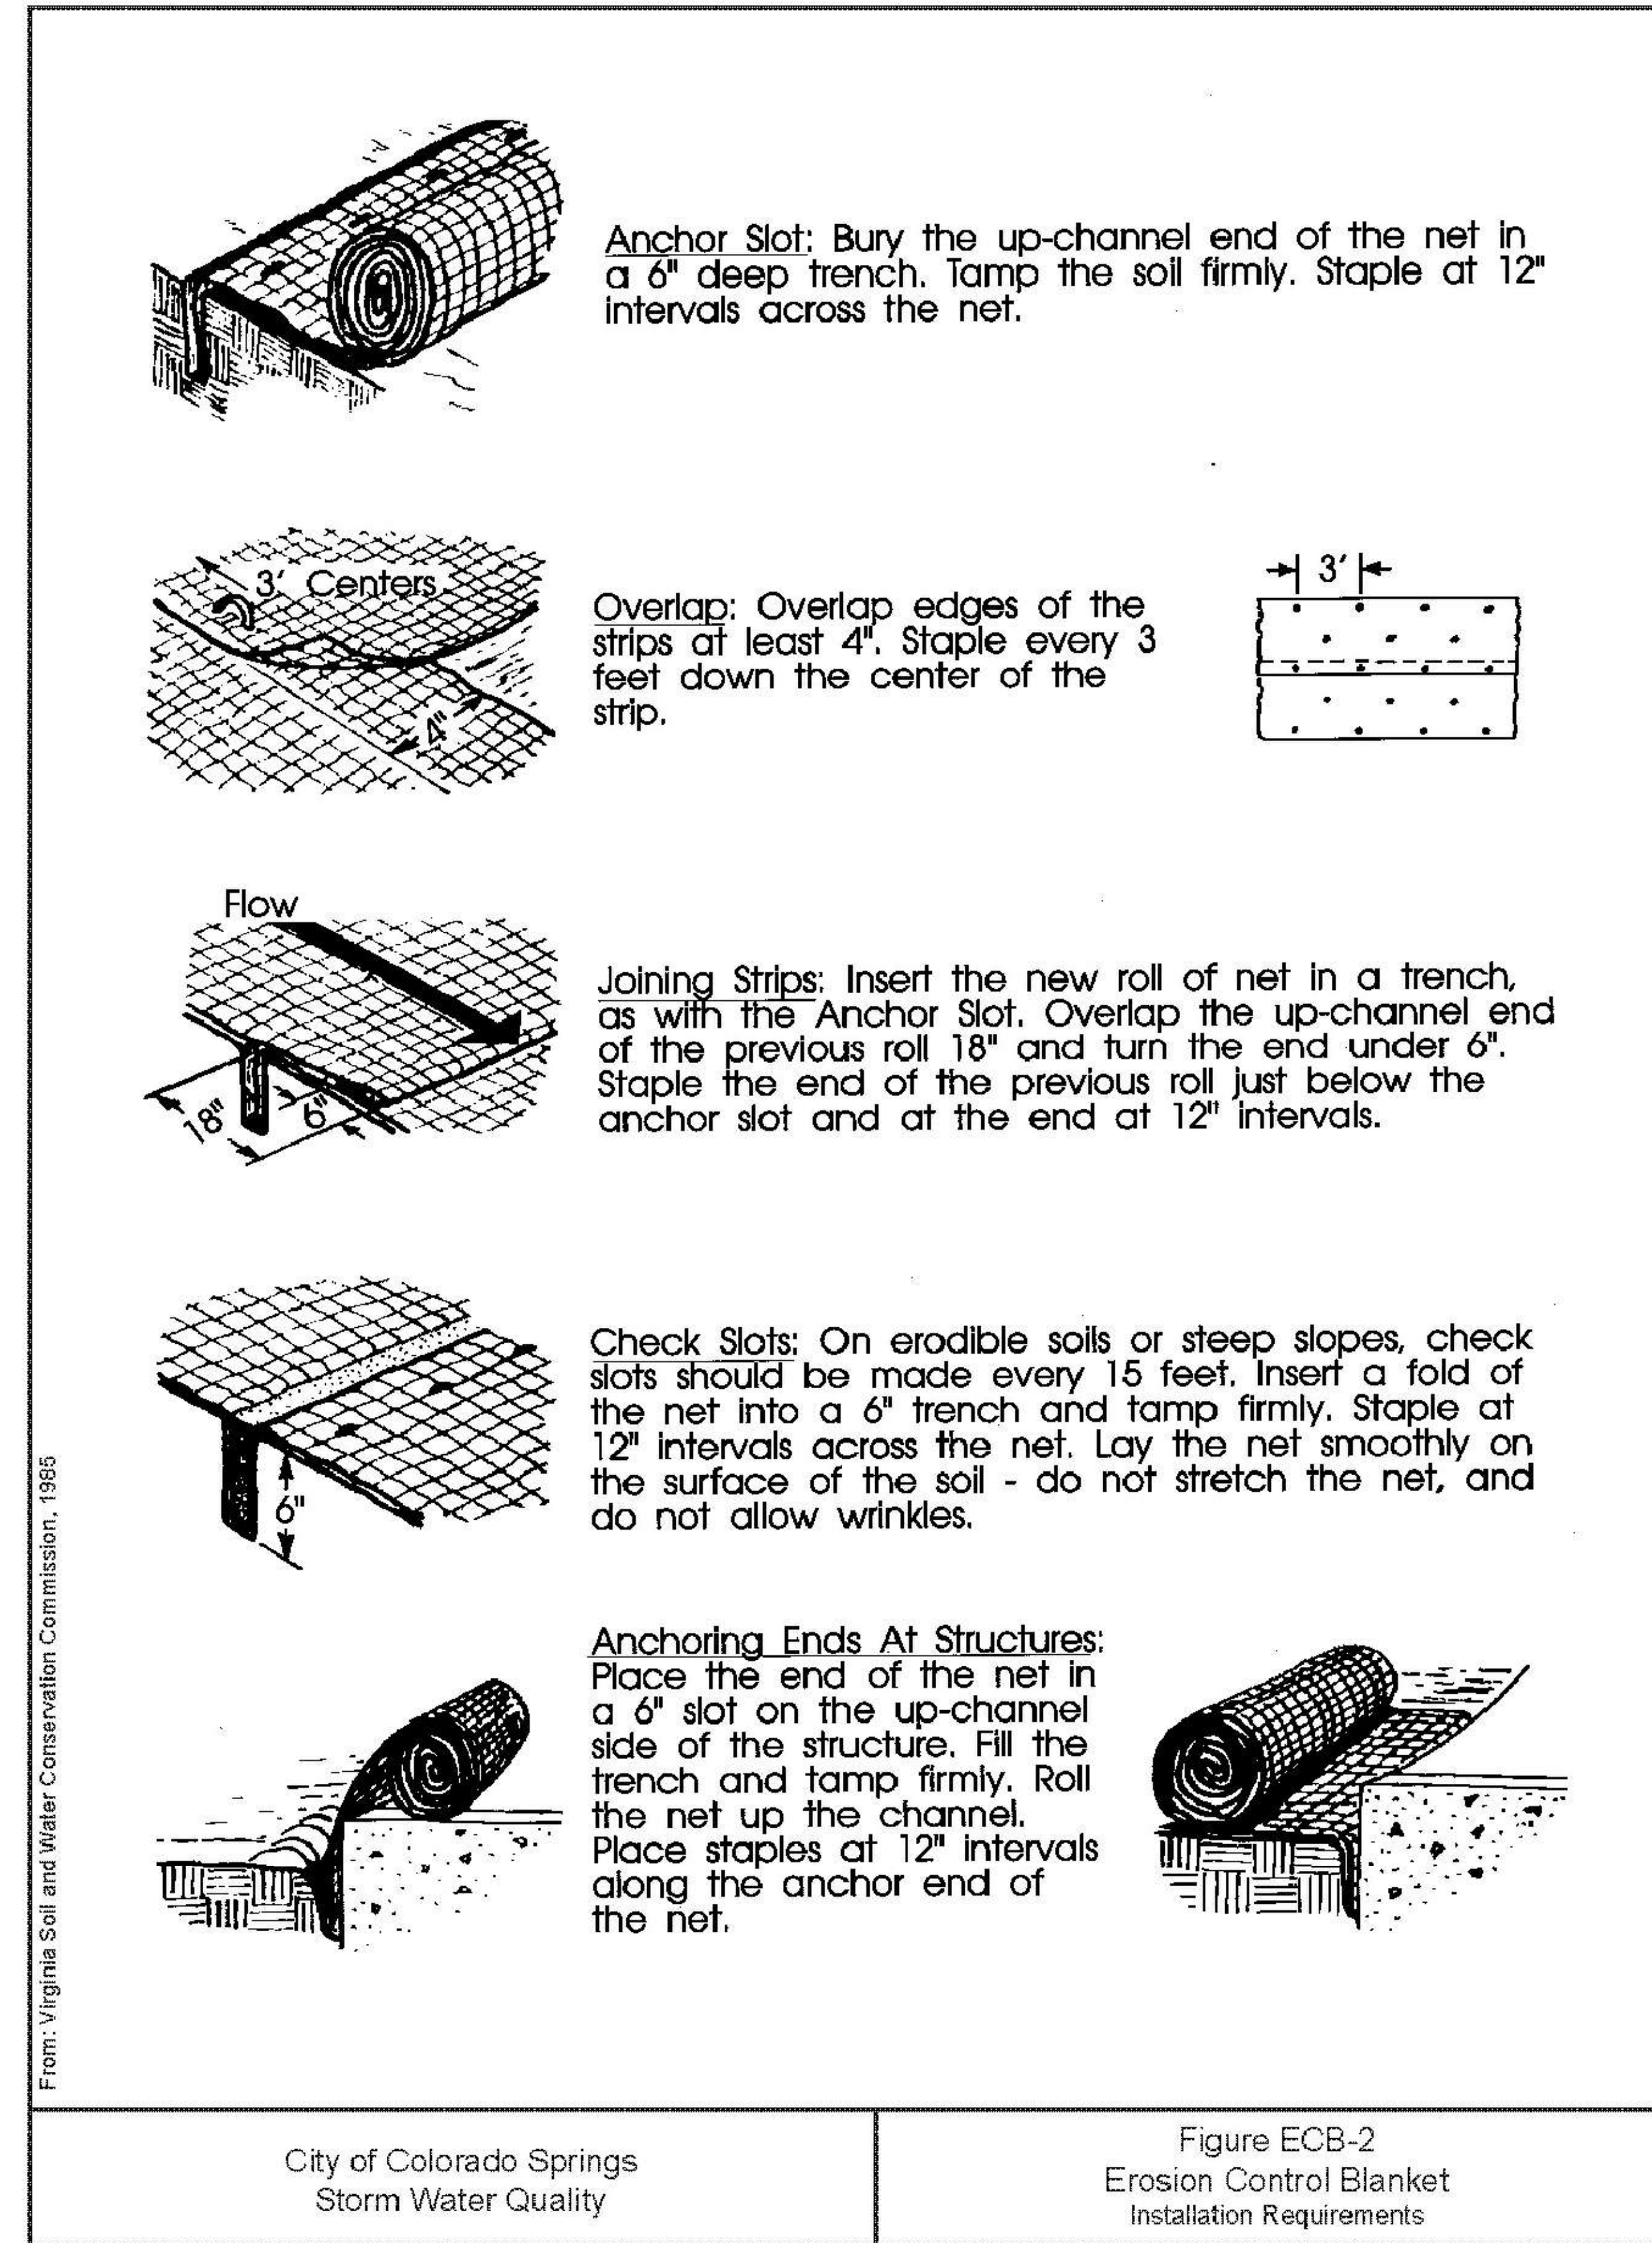 Anchor Slot: Bury the up-channel end of the net in
a 6" deep trench. Tamp the soil firmly. Staple at 12"
intervals across the net.
3' Centers
4"
Overlap: Overlap edges of the
strips at least 4". Staple every 3
feet down the center of the
strip.
3'
Flow
18"
6"
Joining Strips: Insert the new roll of net in a trench,
as with the Anchor Slot. Overlap the up-channel end
of the previous roll 18" and turn the end under 6".
Staple the end of the previous roll just below the
anchor slot and at the end at 12" intervals.
6"
Check Slots: On erodible soils or steep slopes, check
slots should be made every 15 feet. Insert a fold of
the net into a 6" trench and tamp firmly. Staple at
12" intervals across the net. Lay the net smoothly on
the surface of the soil - do not stretch the net, and
do not allow wrinkles.
Anchoring Ends At Structures:
Place the end of the net in
a 6" slot on the up-channel
side of the structure. Fill the
trench and tamp firmly. Roll
the net up the channel.
Place staples at 12" intervals
along the anchor end of
the net.
From: Virginia Soil and Water Conservation Commission, 1985
City of Colorado Springs
Storm Water Quality
Figure ECB-2
Erosion Control Blanket
Installation Requirements